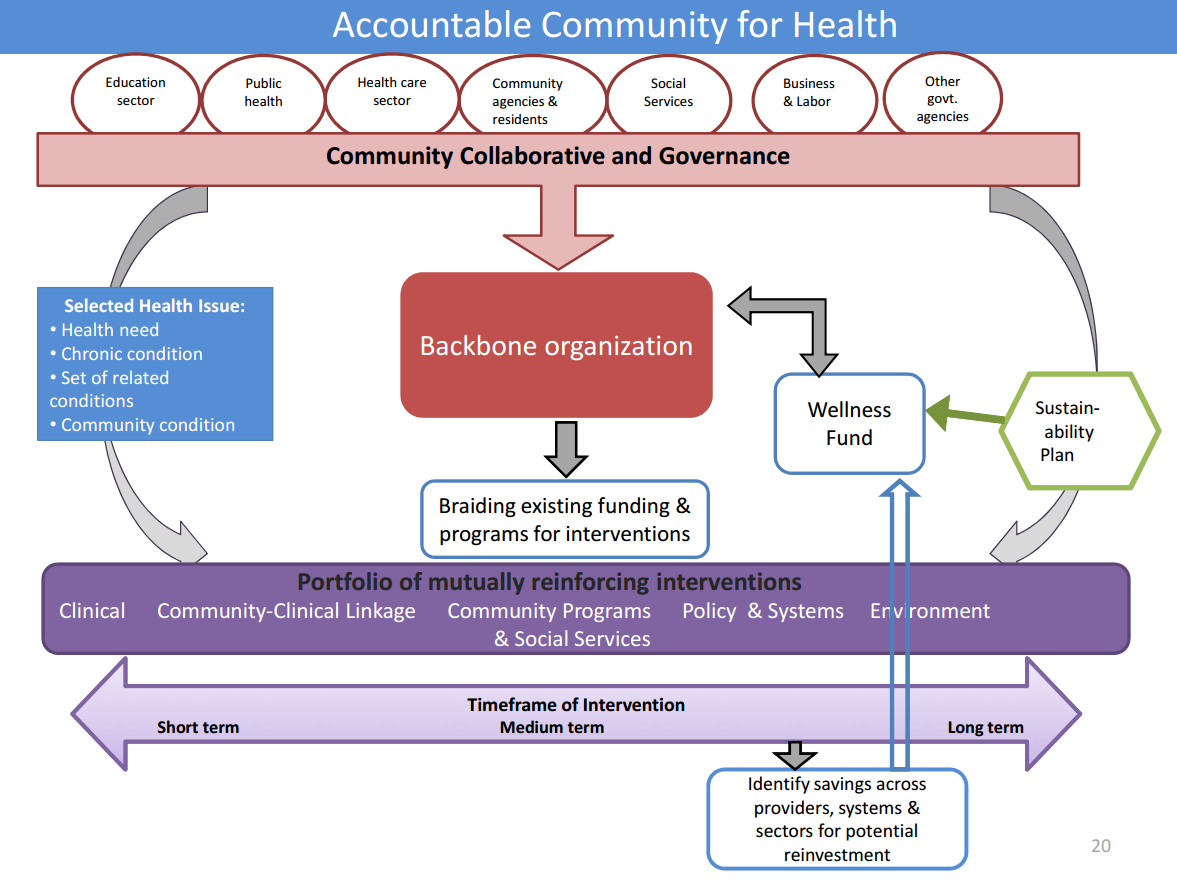 Accountable Community for Health
Education
sector
Public
health
Health care
sector
Community
agencies &
residents
Social
Services
Business
& Labor
Other
govt.
agencies
Community Collaborative and Governance
Selected Health Issue:
• Health need
• Chronic condition
• Set of related
conditions
• Community condition
Backbone organization
Wellness
Fund
Sustain-
ability
Plan
Braiding existing funding &
programs for interventions
Portfolio of mutually reinforcing interventions
Clinical Community-Clinical Linkage Community Programs Policy & Systems Environment
& Social Services
Timeframe of Intervention
Short term Medium term Long term
Identify savings across
providers, systems &
sectors for potential
reinvestment
20